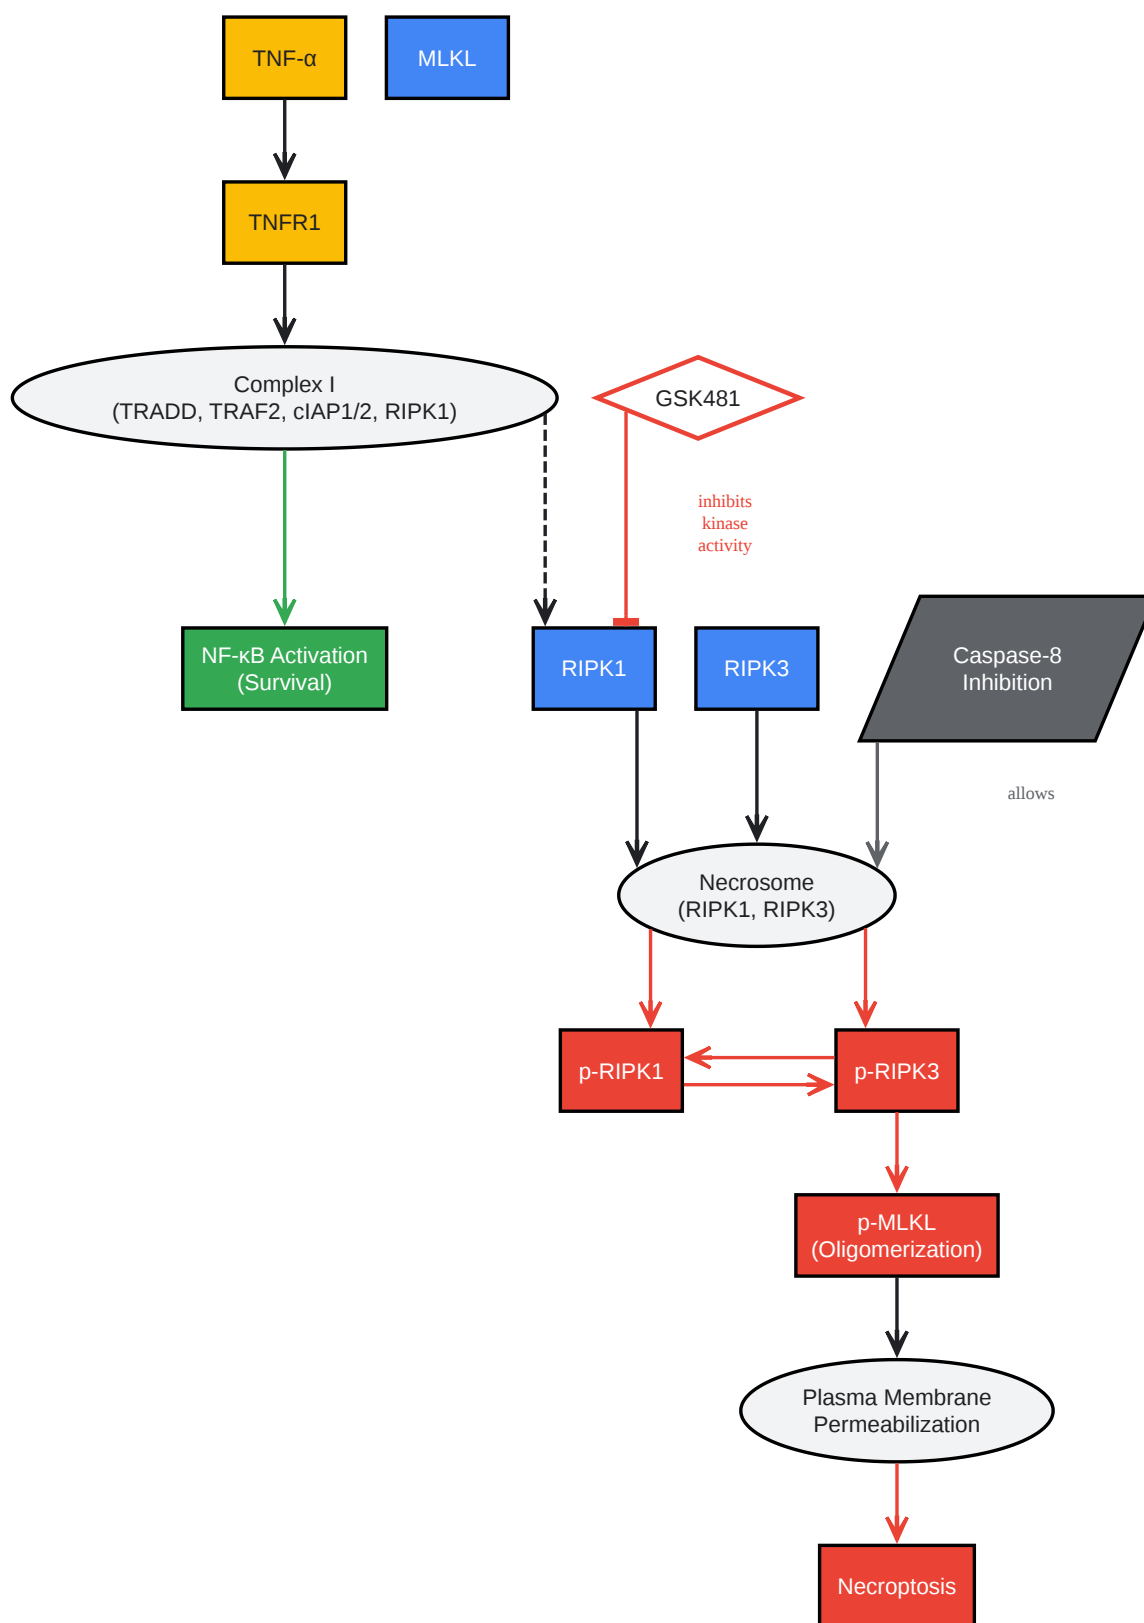 TNF-α
MLKL
TNFR1
Complex I
(TRADD, TRAF2, cIAP1/2, RIPK1)
GSK481
inhibits
kinase
activity
NF-κB Activation
(Survival)
RIPK1
RIPK3
Caspase-8
Inhibition
allows
Necrosome
(RIPK1, RIPK3)
p-RIPK1
p-RIPK3
p-MLKL
(Oligomerization)
Plasma Membrane
Permeabilization
Necroptosis